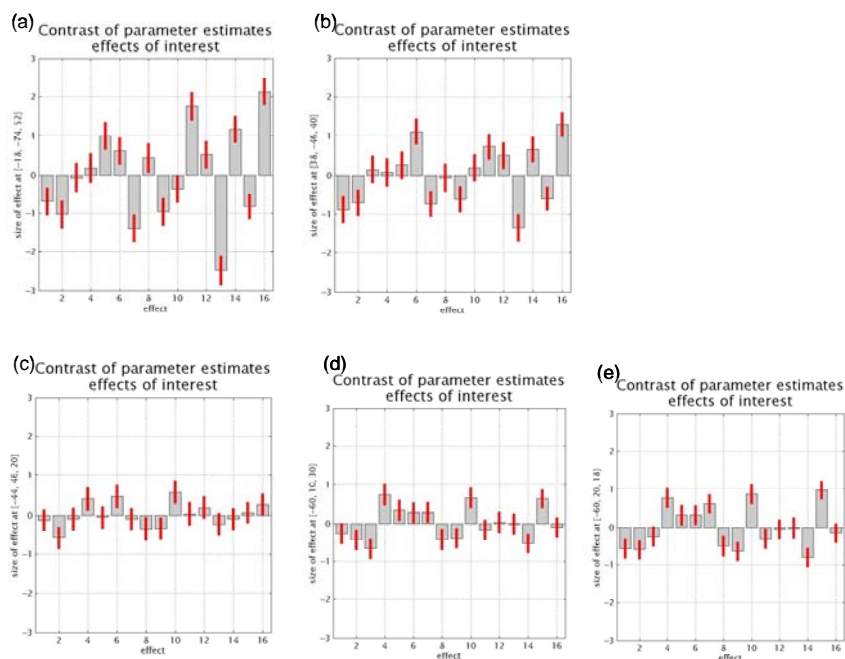 (a)
Contrast of parameter estimates
effects of interest
size of effect at [-18, -74, 52]
3
2
1
0
-1
-2
-3
2 4 6 8 10 12 14 16
effect
(b)
Contrast of parameter estimates
effects of interest
size of effect at [38, -46, 40]
3
2
1
0
-1
-2
-3
2 4 6 8 10 12 14 16
effect
(c)
Contrast of parameter estimates
effects of interest
size of effect at [-44, 46, 20]
3
2
1
0
-1
-2
-3
2 4 6 8 10 12 14 16
effect
(d)
Contrast of parameter estimates
effects of interest
size of effect at [-60, 10, 30]
3
2
1
0
-1
-2
-3
2 4 6 8 10 12 14 16
effect
(e)
Contrast of parameter estimates
effects of interest
size of effect at [-60, 20, 18]
3
2
1
0
-1
-2
-3
2 4 6 8 10 12 14 16
effect